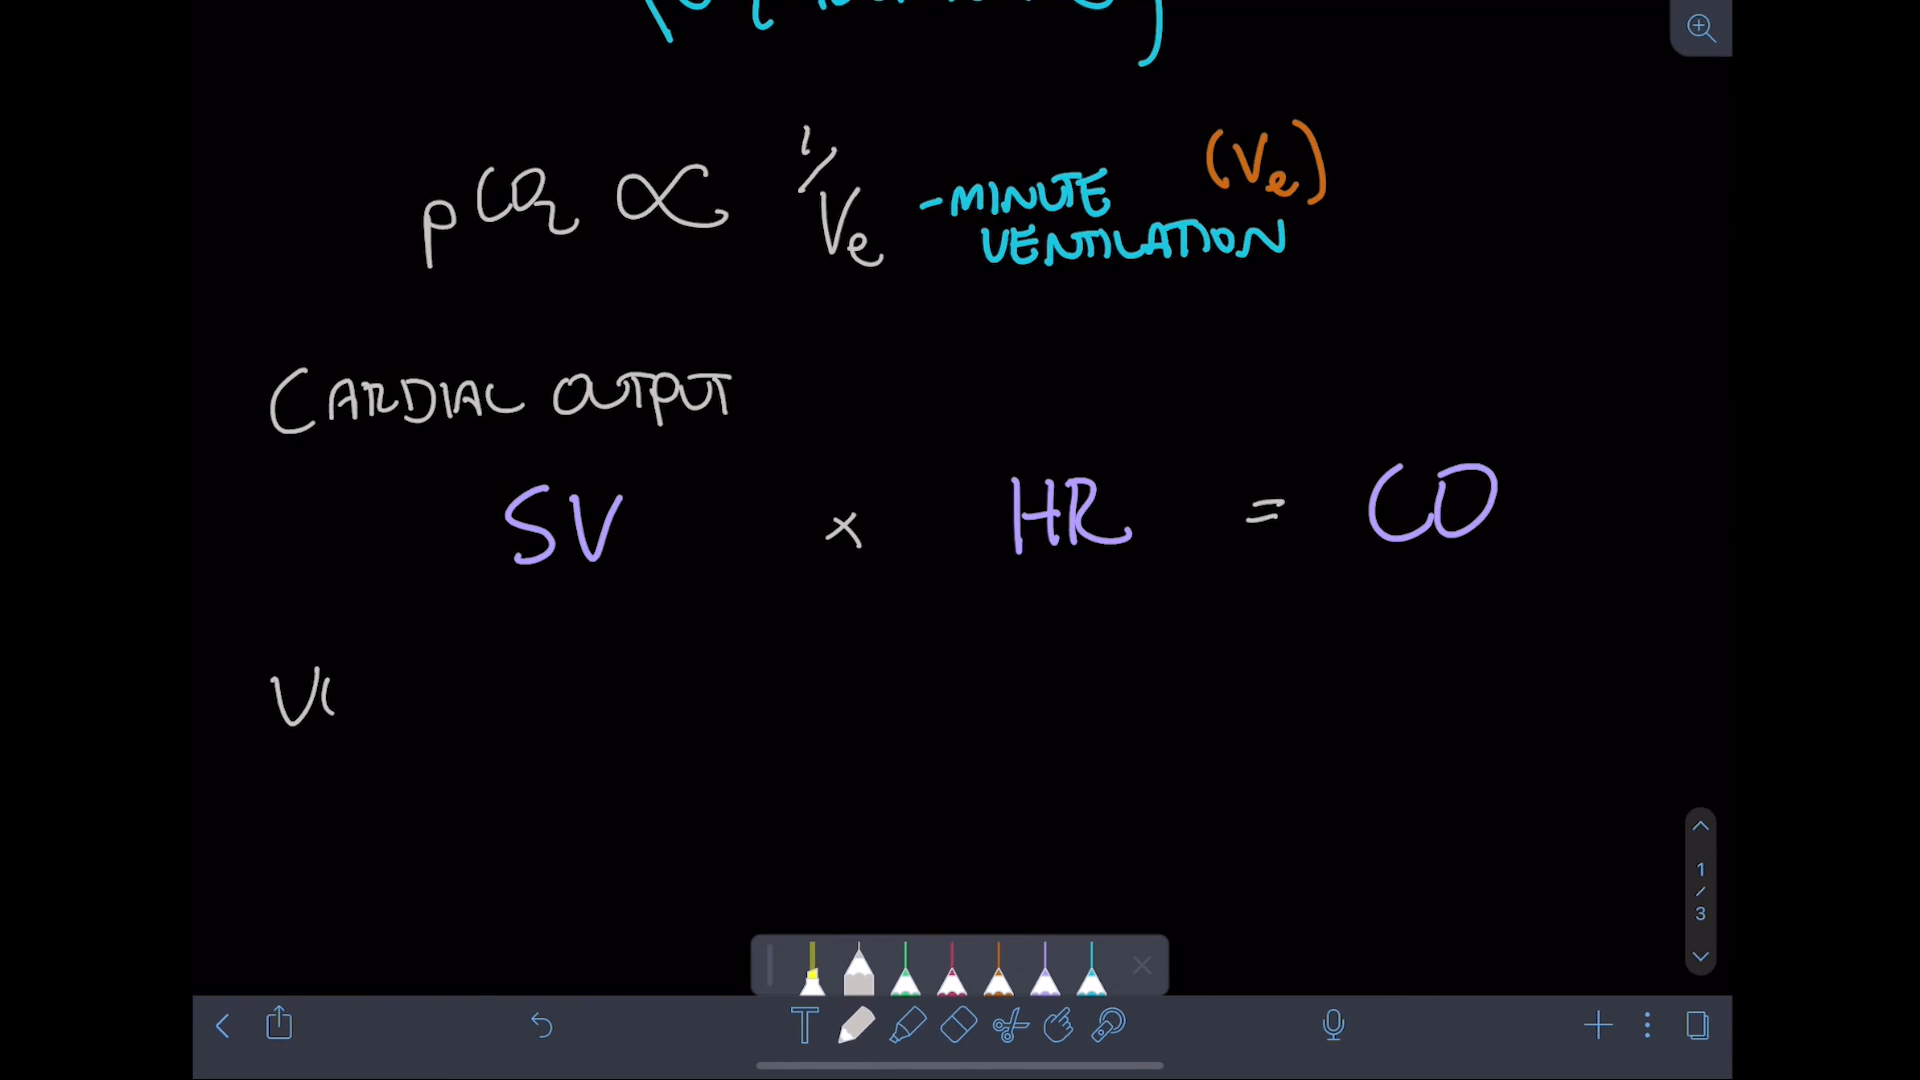 pCO2 ∝ 1/Ve - MINUTE VENTILATION (Ve)
CARDIAC OUTPUT
SV x HR = CO
1
/
3